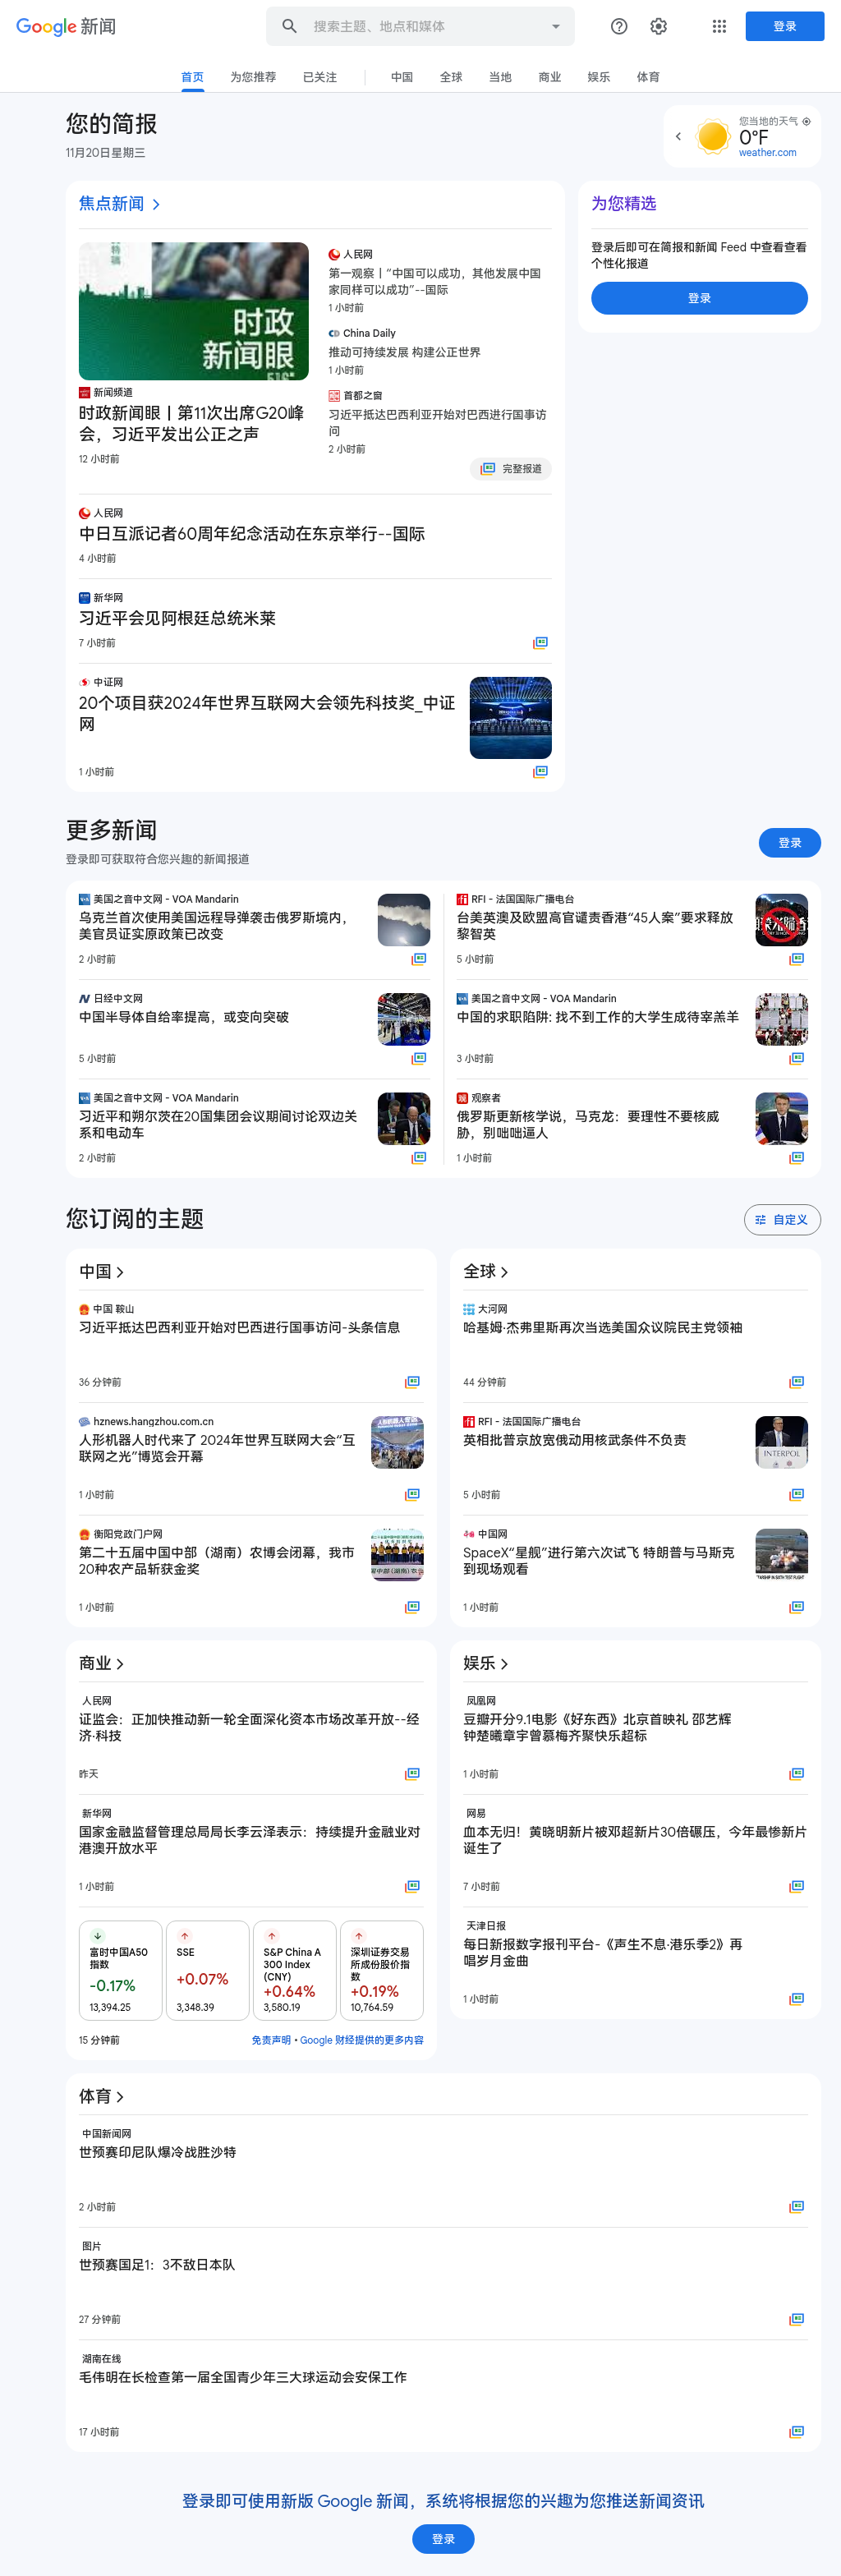 Google 新闻
搜索主题、地点和媒体
登录
首页
为您推荐
已关注
中国
全球
当地
商业
娱乐
体育
您的简报
11月20日星期三
您当地的天气
0°F
weather.com
焦点新闻
时政
新闻眼
新闻频道
时政新闻眼丨第11次出席G20峰
会，习近平发出公正之声
12 小时前
人民网
第一观察丨“中国可以成功，其他发展中国
家同样可以成功”--国际
1 小时前
China Daily
推动可持续发展 构建公正世界
1 小时前
首都之窗
习近平抵达巴西利亚开始对巴西进行国事访
问
2 小时前
完整报道
人民网
中日互派记者60周年纪念活动在东京举行--国际
4 小时前
新华网
习近平会见阿根廷总统米莱
7 小时前
中证网
20个项目获2024年世界互联网大会领先科技奖_中证
网
1 小时前
为您精选
登录后即可在简报和新闻 Feed 中查看查看
个性化报道
登录
更多新闻
登录即可获取符合您兴趣的新闻报道
登录
美国之音中文网 - VOA Mandarin
乌克兰首次使用美国远程导弹袭击俄罗斯境内，
美官员证实原政策已改变
2 小时前
日经中文网
中国半导体自给率提高，或变向突破
5 小时前
美国之音中文网 - VOA Mandarin
习近平和朔尔茨在20国集团会议期间讨论双边关
系和电动车
2 小时前
RFI - 法国国际广播电台
台美英澳及欧盟高官谴责香港“45人案”要求释放
黎智英
5 小时前
美国之音中文网 - VOA Mandarin
中国的求职陷阱: 找不到工作的大学生成待宰羔羊
3 小时前
观察者
俄罗斯更新核学说，马克龙：要理性不要核威
胁，别咄咄逼人
1 小时前
您订阅的主题
自定义
中国
中国 鞍山
习近平抵达巴西利亚开始对巴西进行国事访问-头条信息
36 分钟前
hznews.hangzhou.com.cn
人形机器人时代来了 2024年世界互联网大会“互
联网之光”博览会开幕
1 小时前
衡阳党政门户网
第二十五届中国中部（湖南）农博会闭幕，我市
20种农产品斩获金奖
1 小时前
全球
大河网
哈基姆·杰弗里斯再次当选美国众议院民主党领袖
44 分钟前
RFI - 法国国际广播电台
英相批普京放宽俄动用核武条件不负责
INTERPOL
5 小时前
中国网
SpaceX“星舰”进行第六次试飞 特朗普与马斯克
到现场观看
1 小时前
商业
人民网
证监会：正加快推动新一轮全面深化资本市场改革开放--经
济·科技
昨天
新华网
国家金融监督管理总局局长李云泽表示：持续提升金融业对
港澳开放水平
1 小时前
富时中国A50
指数
-0.17%
13,394.25
SSE
+0.07%
3,348.39
S&P China A
300 Index
(CNY)
+0.64%
3,580.19
深圳证券交易
所成份股价指
数
+0.19%
10,764.59
15 分钟前
免责声明 • Google 财经提供的更多内容
娱乐
凤凰网
豆瓣开分9.1电影《好东西》北京首映礼 邵艺辉
钟楚曦章宇曾慕梅齐聚快乐超标
1 小时前
网易
血本无归！黄晓明新片被邓超新片30倍碾压，今年最惨新片
诞生了
7 小时前
天津日报
每日新报数字报刊平台-《声生不息·港乐季2》再
唱岁月金曲
1 小时前
体育
中国新闻网
世预赛印尼队爆冷战胜沙特
2 小时前
图片
世预赛国足1：3不敌日本队
27 分钟前
湖南在线
毛伟明在长检查第一届全国青少年三大球运动会安保工作
17 小时前
登录即可使用新版 Google 新闻，系统将根据您的兴趣为您推送新闻资讯
登录